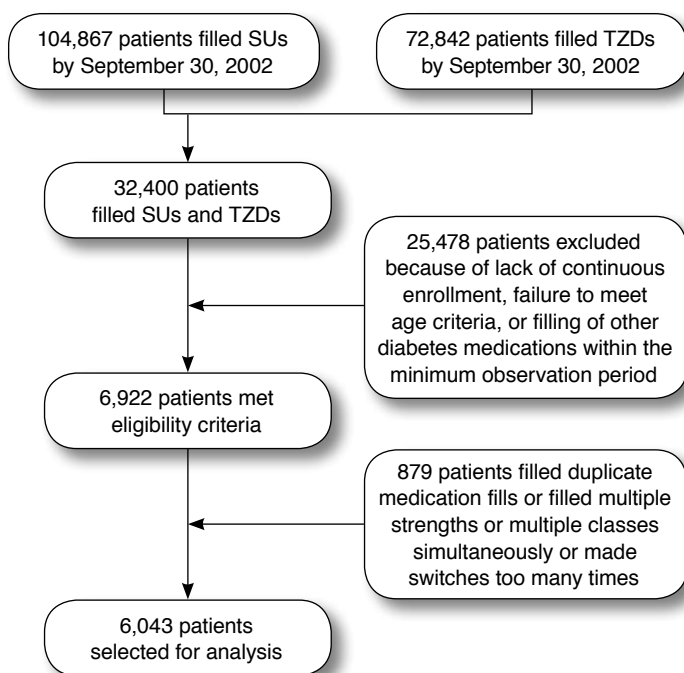 104,867 patients filled SUs
by September 30, 2002
72,842 patients filled TZDs
by September 30, 2002
32,400 patients
filled SUs and TZDs
25,478 patients excluded
because of lack of continuous
enrollment, failure to meet
age criteria, or filling of other
diabetes medications within the
minimum observation period
6,922 patients met
eligibility criteria
879 patients filled duplicate
medication fills or filled multiple
strengths or multiple classes
simultaneously or made
switches too many times
6,043 patients
selected for analysis